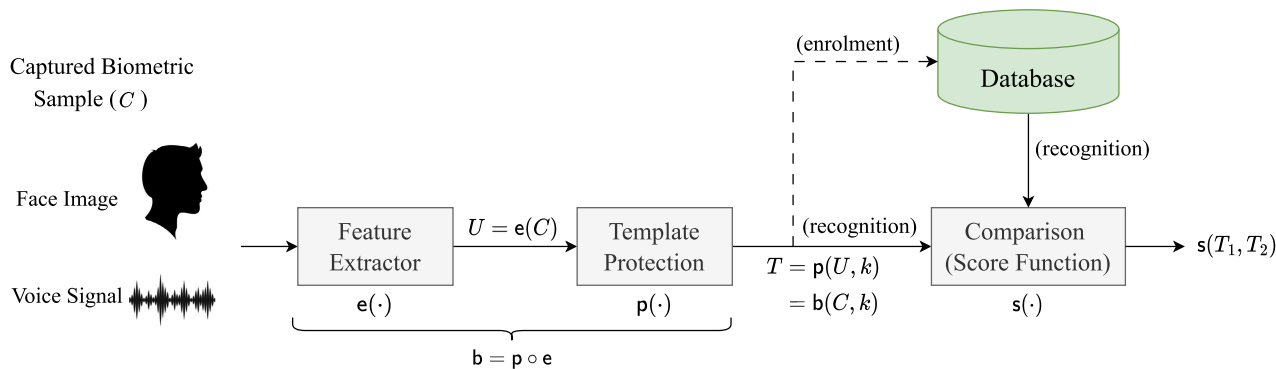 Captured Biometric
Sample (C)
Face Image
Voice Signal
Feature
Extractor
e(·)
U = e(C)
Template
Protection
p(·)
b = p ∘ e
(enrolment)
(recognition)
T = p(U, k)
= b(C, k)
Database
(recognition)
Comparison
(Score Function)
s(·)
s(T₁, T₂)